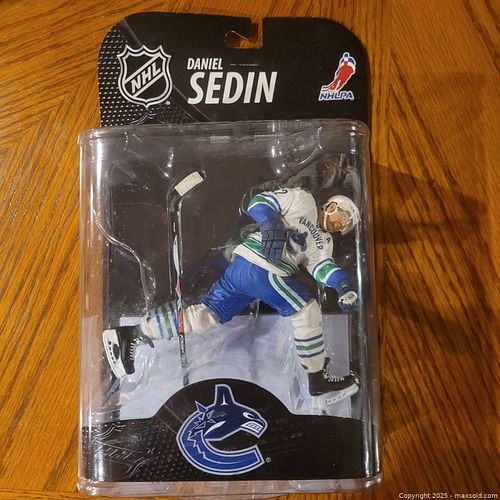 DANIEL
SEDIN
NHL
NHLPA
VANCOUVER
Copyright © 2025 - maxsold.com